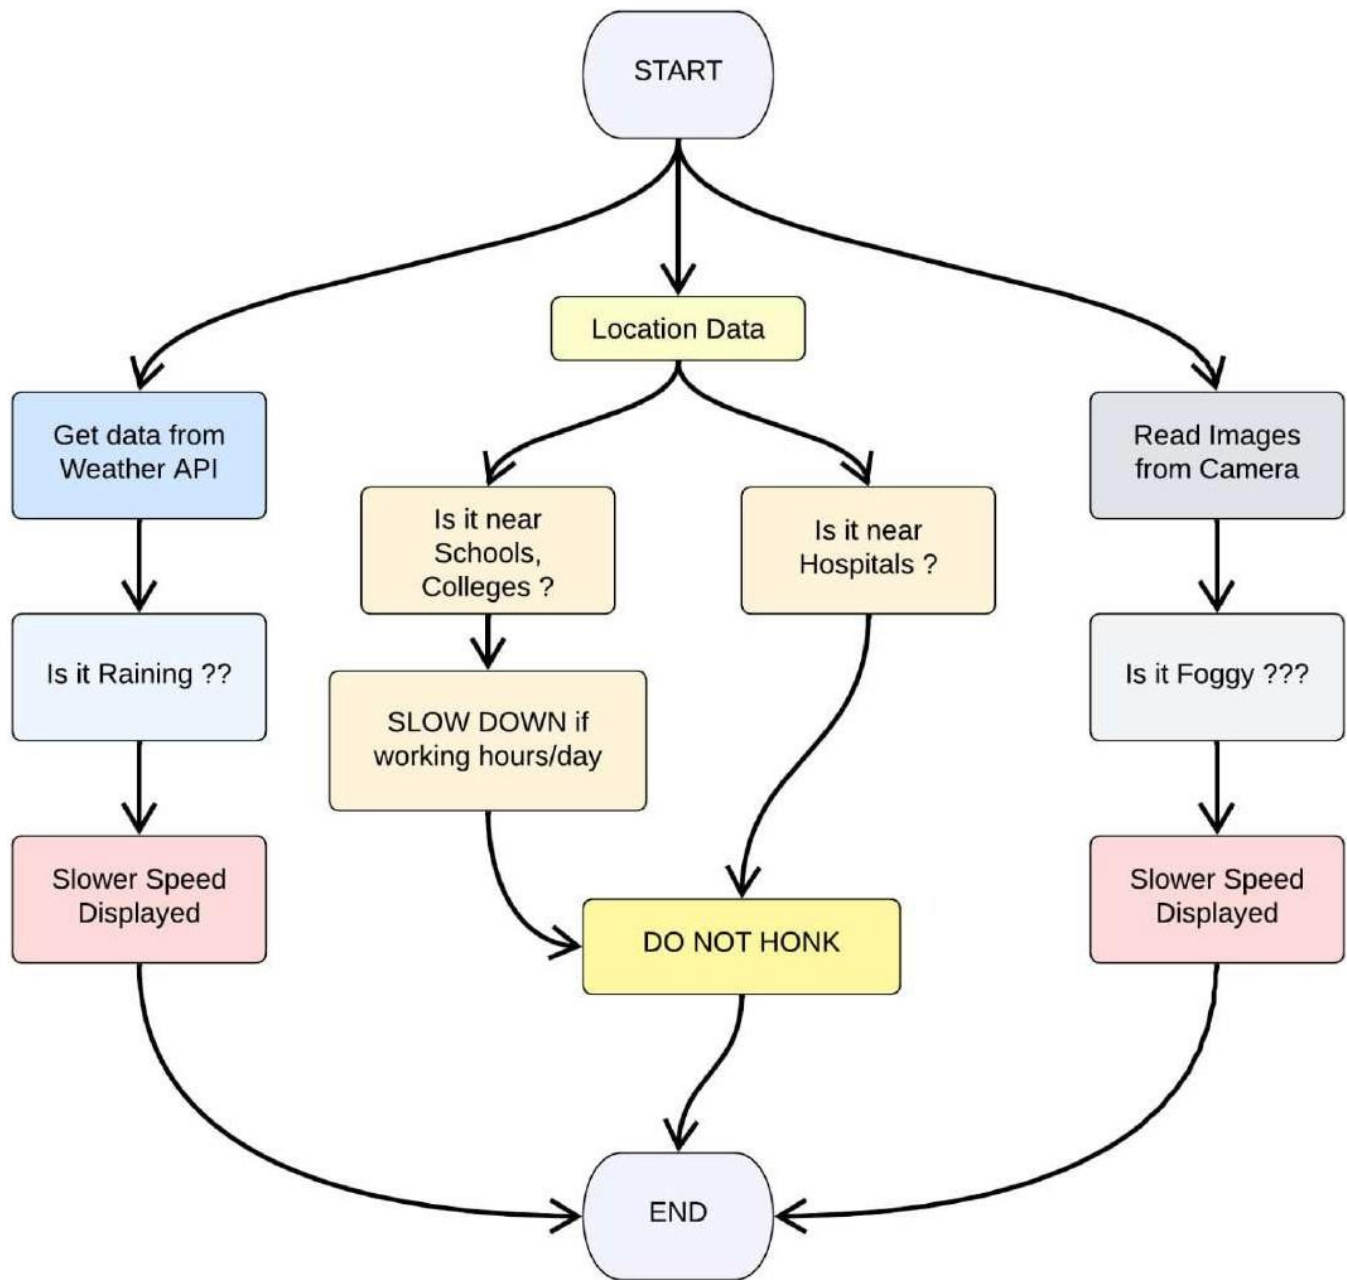 START
Location Data
Get data from
Weather API
Read Images
from Camera
Is it near
Schools,
Colleges ?
Is it near
Hospitals ?
Is it Raining ??
Is it Foggy ???
SLOW DOWN if
working hours/day
Slower Speed
Displayed
Slower Speed
Displayed
DO NOT HONK
END